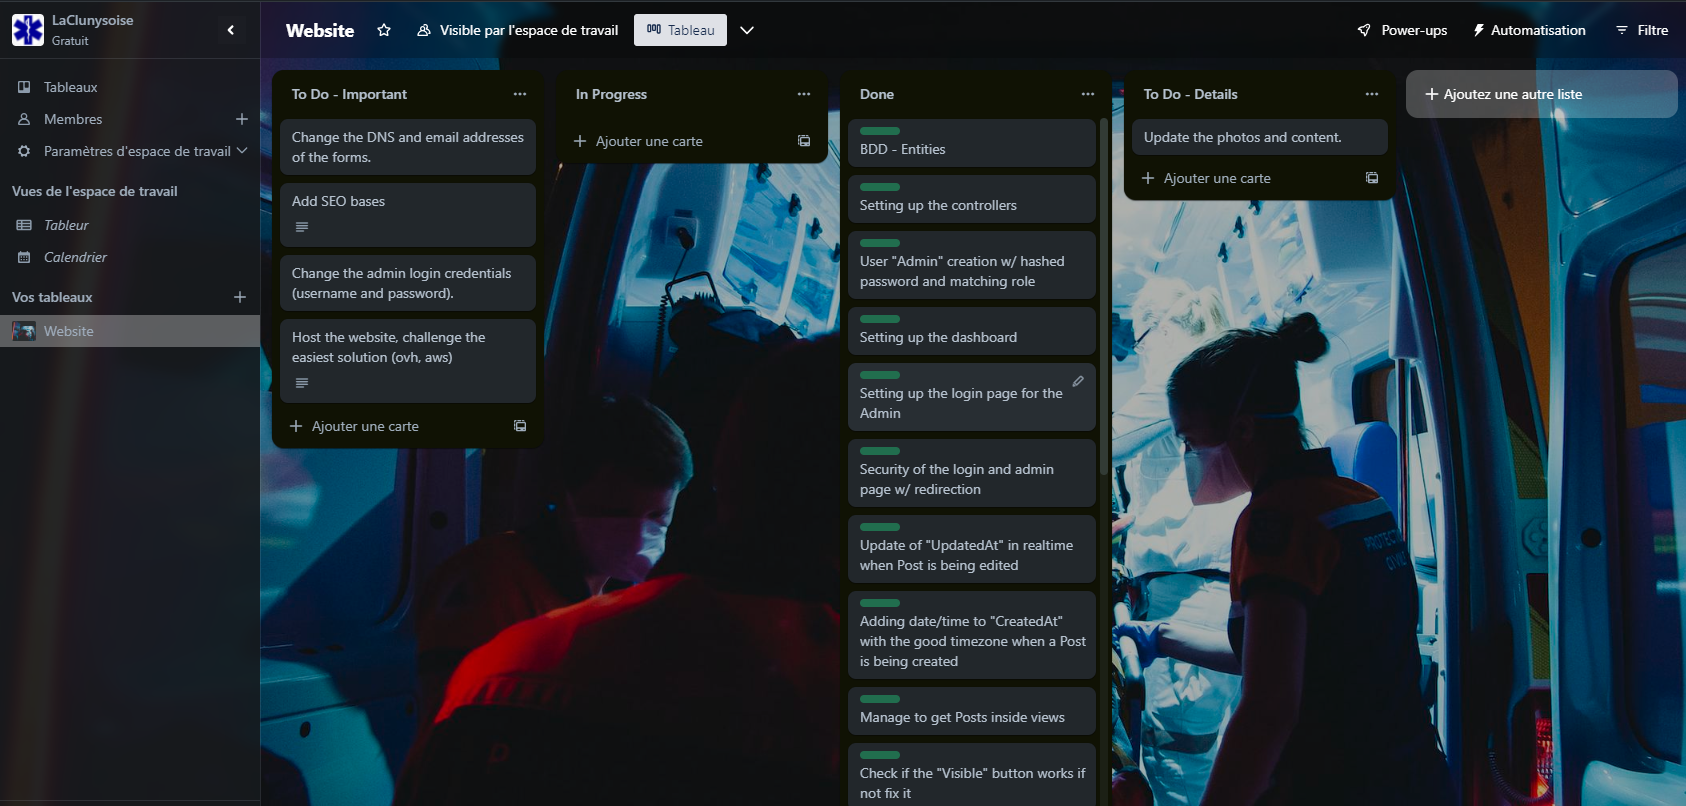 LaClunysoise
Gratuit
Tableaux
Membres
Paramètres d'espace de travail
Vues de l'espace de travail
Tableur
Calendrier
Vos tableaux
Website
Website
Visible par l'espace de travail
Tableau
Power-ups
Automatisation
Filtre
To Do - Important
Change the DNS and email addresses
of the forms.
Add SEO bases
Change the admin login credentials
(username and password).
Host the website, challenge the
easiest solution (ovh, aws)
Ajouter une carte
In Progress
Ajouter une carte
Done
BDD - Entities
Setting up the controllers
User "Admin" creation w/ hashed
password and matching role
Setting up the dashboard
Setting up the login page for the
Admin
Security of the login and admin
page w/ redirection
Update of "UpdatedAt" in realtime
when Post is being edited
Adding date/time to "CreatedAt"
with the good timezone when a Post
is being created
Manage to get Posts inside views
Check if the "Visible" button works if
not fix it
To Do - Details
Update the photos and content.
Ajouter une carte
Ajoutez une autre liste